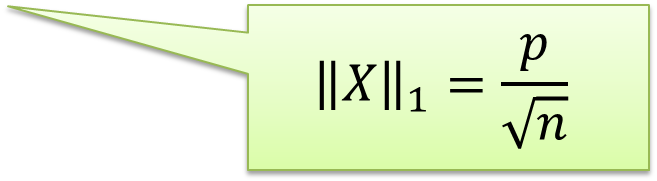 ‖X‖₁ = p/√n